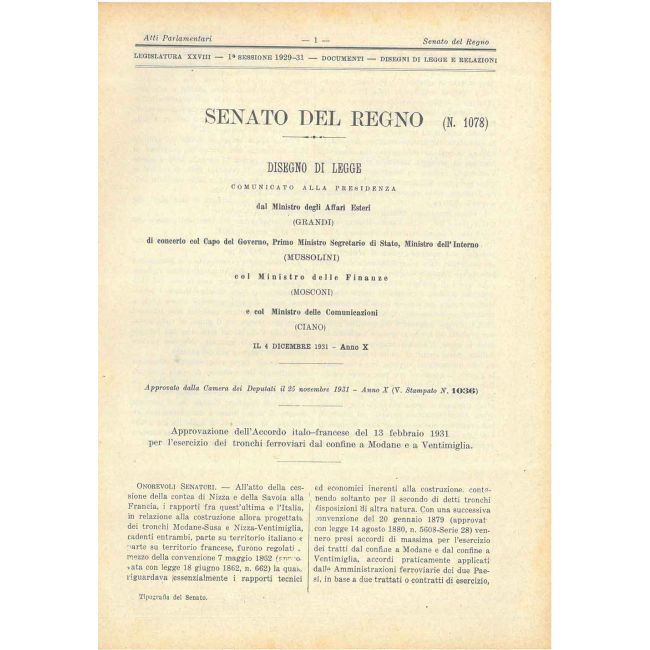 Atti Parlamentari — 1 — Senato del Regno
LEGISLATURA XXVIII — 1ª SESSIONE 1929-31 — DOCUMENTI — DISEGNI DI LEGGE E RELAZIONI
SENATO DEL REGNO (N. 1078)
DISEGNO DI LEGGE
COMUNICATO ALLA PRESIDENZA
dal Ministro degli Affari Esteri
(GRANDI)
di concerto col Capo del Governo, Primo Ministro Segretario di Stato, Ministro dell'Interno
(MUSSOLINI)
col Ministro delle Finanze
(MOSCONI)
e col Ministro delle Comunicazioni
(CIANO)
IL 4 DICEMBRE 1931 - Anno X
Approvato dalla Camera dei Deputati il 25 novembre 1931 - Anno X (V. Stampato N. 1036)
Approvazione dell'Accordo italo-francese del 13 febbraio 1931
per l'esercizio dei tronchi ferroviari dal confine a Modane e a Ventimiglia.
ONOREVOLI SENATORI. — All'atto della ces-
sione della contea di Nizza e della Savoia alla
Francia, i rapporti fra quest'ultima e l'Italia,
in relazione alla costruzione allora progettata
dei tronchi Modane-Susa e Nizza-Ventimiglia,
cadenti entrambi, parte su territorio italiano e
parte su territorio francese, furono regolati
mezzo della convenzione 7 maggio 1862
vata con legge 18 giugno 1862, n. 662) la
riguardava essenzialmente i rapporti tecnici
ed economici inerenti alla costruzione, conte-
nendo soltanto per il secondo di detti tronchi
disposizioni di altra natura. Con una successiva
convenzione del 20 gennaio 1879 (approvat
con legge 14 agosto 1880, n. 5608-Serie 28) ven-
nero presi accordi di massima per l'esercizio
dei tratti dal confine a Modane e dal confine a
Ventimiglia, accordi praticamente applicati
dalle Amministrazioni ferroviarie dei due Pae-
si, in base a due trattati o contratti di esercizio,
Tipografia del Senato.